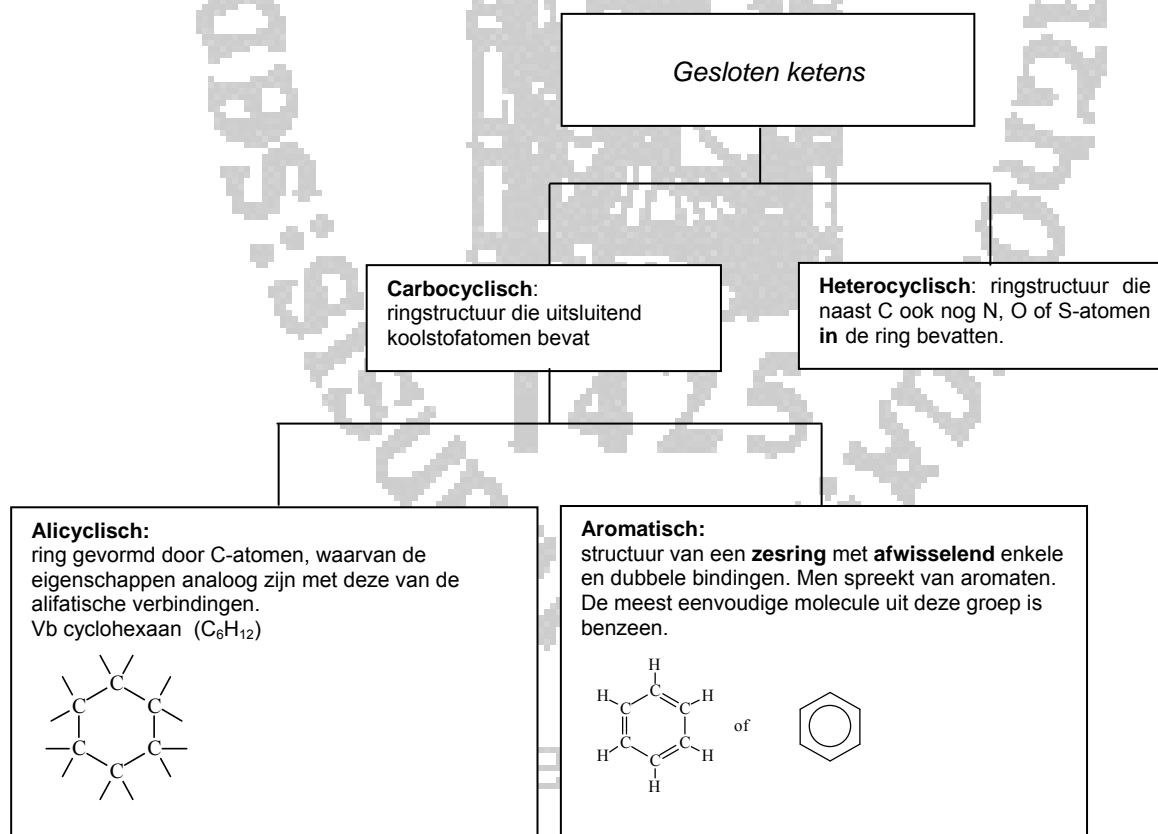 Gesloten ketens
Carbocyclisch:
ringstructuur die uitsluitend
koolstofatomen bevat
Heterocyclisch: ringstructuur die
naast C ook nog N, O of S-atomen
in de ring bevatten.
Alicyclisch:
ring gevormd door C-atomen, waarvan de
eigenschappen analoog zijn met deze van de
alifatische verbindingen.
Vb cyclohexaan (C₆H₁₂)
C
C C
C C
C
Aromatisch:
structuur van een zesring met afwisselend enkele
en dubbele bindingen. Men spreekt van aromaten.
De meest eenvoudige molecule uit deze groep is
benzeen.
H
H C H
C C
of
C C
H C H
H
1425